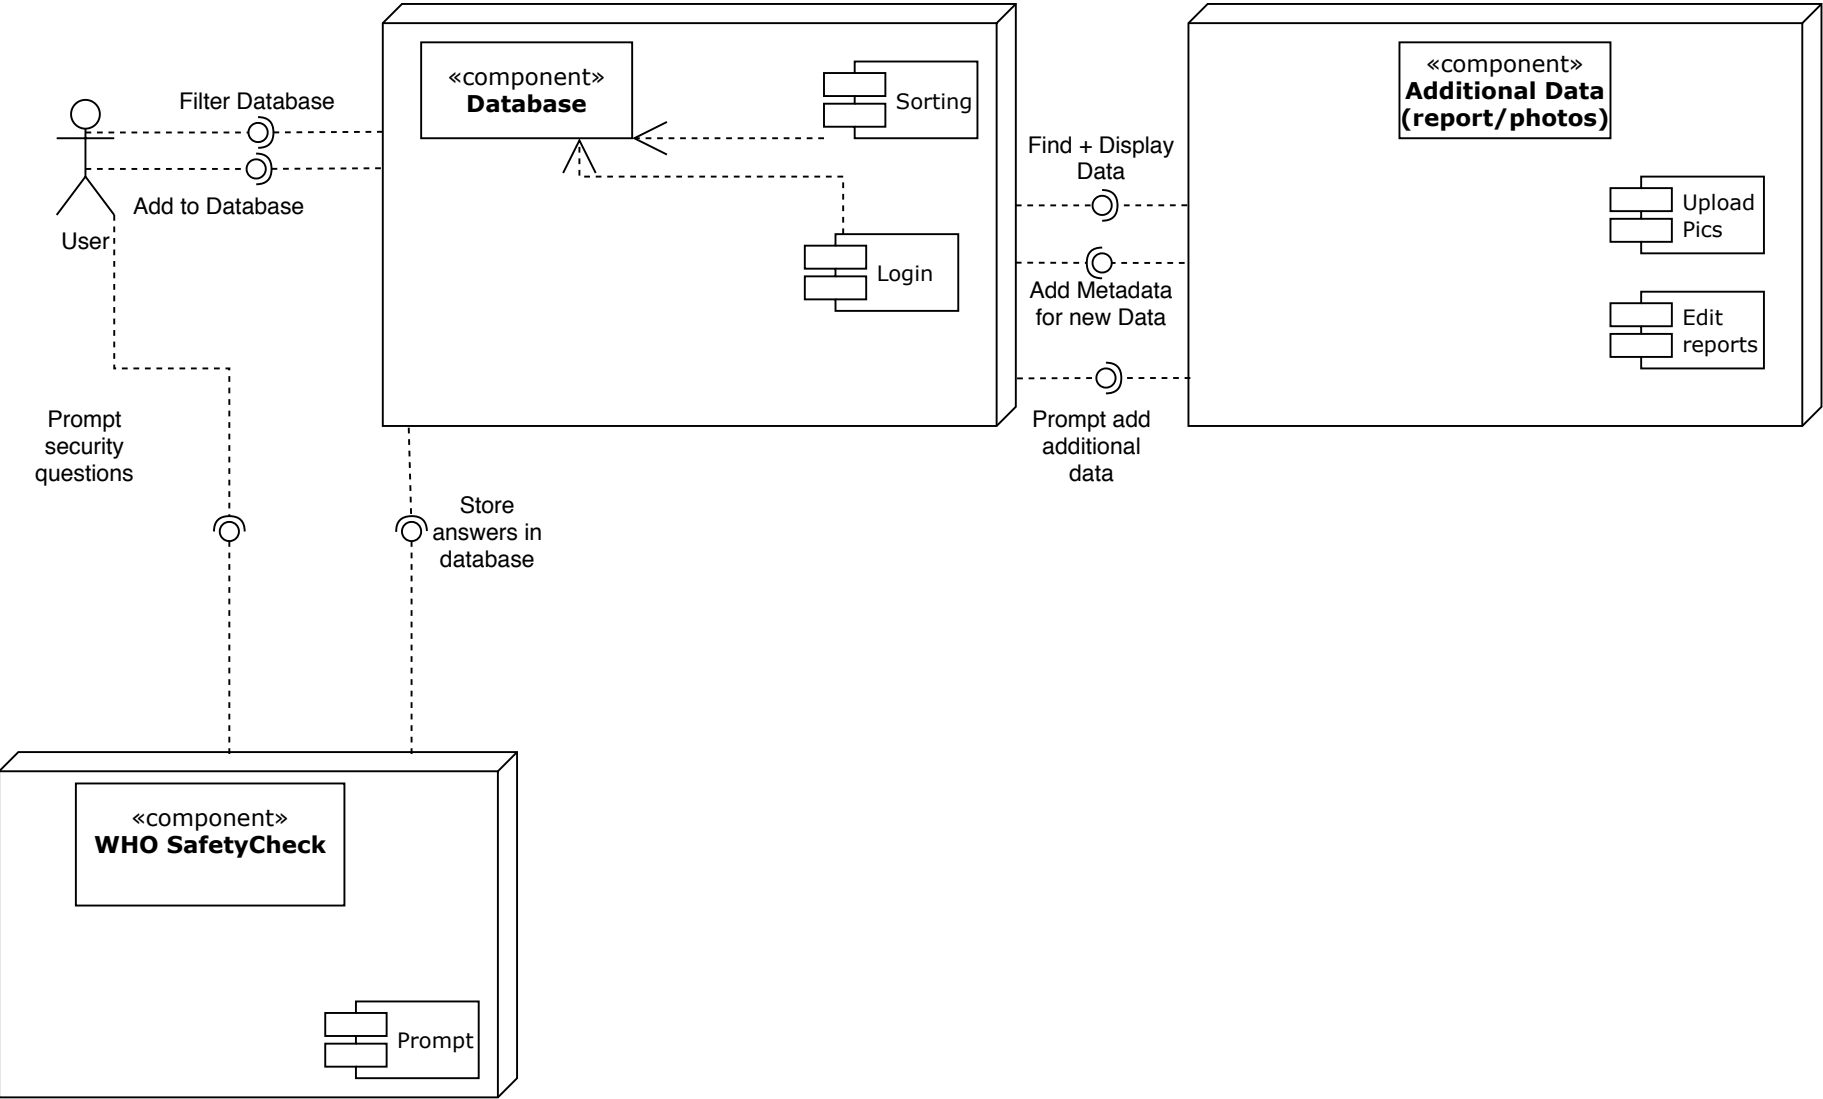 Filter Database
Add to Database
User
«component»
Database
Sorting
Login
Find + Display
Data
Add Metadata
for new Data
Prompt add
additional
data
«component»
Additional Data
(report/photos)
Upload
Pics
Edit
reports
Prompt
security
questions
Store
answers in
database
«component»
WHO SafetyCheck
Prompt